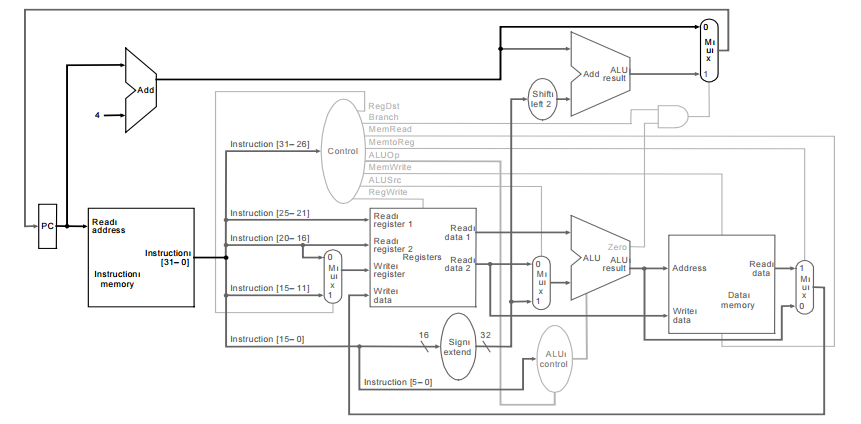 0
M
u
x
1
Add
ALU
result
Add
4
Shift
left 2
RegDst
Branch
MemRead
MemtoReg
ALUOp
MemWrite
ALUSrc
RegWrite
Control
Instruction [31–26]
Instruction [25–21]
Instruction [20–16]
Instruction [15–11]
Instruction [15–0]
Instruction [5–0]
PC
Read
address
Instruction
[31–0]
Instruction
memory
0
M
u
x
1
Read
register 1
Read
register 2
Write
register
Write
data
Registers
Read
data 1
Read
data 2
0
M
u
x
1
Zero
ALU
ALU
result
Address
Write
data
Read
data
Data
memory
1
M
u
x
0
16
Sign
extend
32
ALU
control